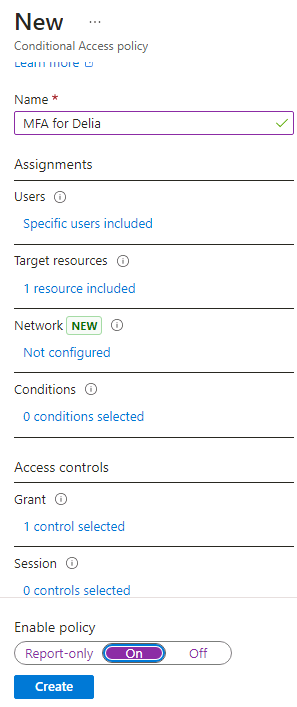 New ...
Conditional Access policy
Learn more
Name *
MFA for Delia
Assignments
Users
Specific users included
Target resources
1 resource included
Network NEW
Not configured
Conditions
0 conditions selected
Access controls
Grant
1 control selected
Session
0 controls selected
Enable policy
Report-only On Off
Create